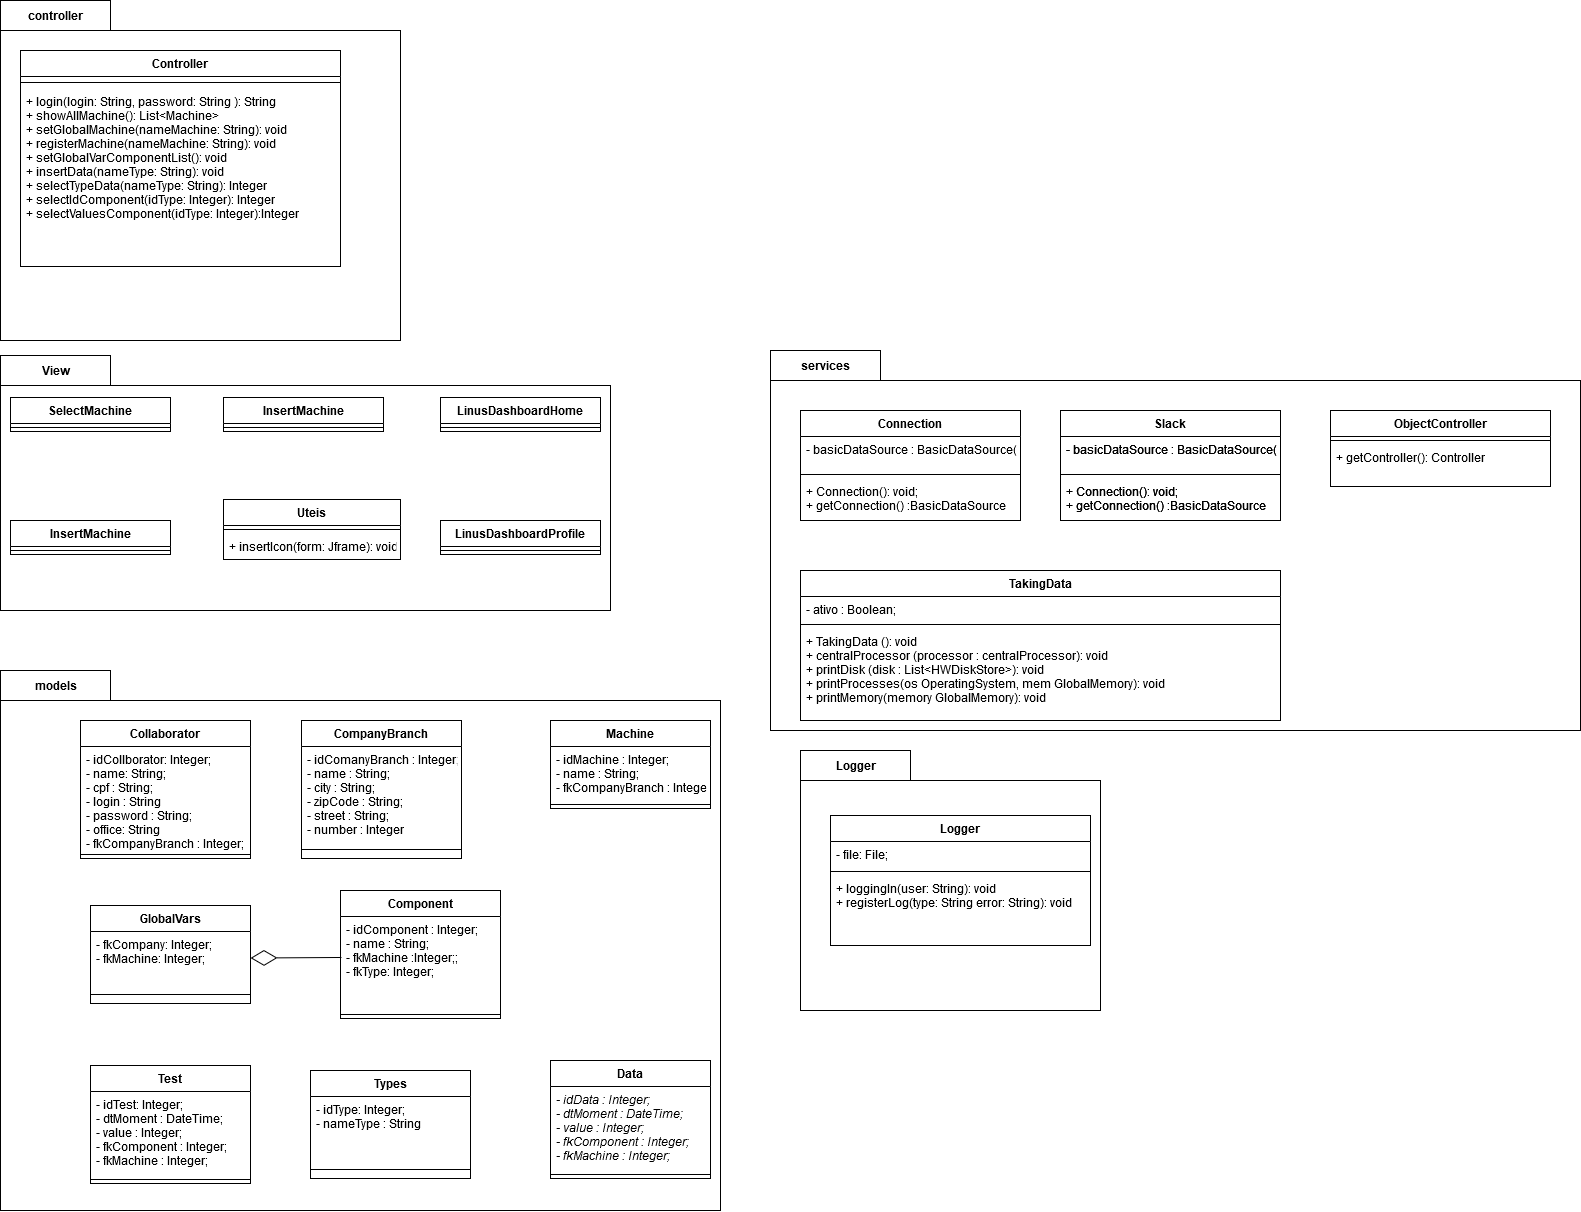 controller
Controller
+ login(login: String, password: String ): String
+ showAllMachine(): List<Machine>
+ setGlobalMachine(nameMachine: String): void
+ registerMachine(nameMachine: String): void
+ setGlobalVarComponentList(): void
+ insertData(nameType: String): void
+ selectTypeData(nameType: String): Integer
+ selectIdComponent(idType: Integer): Integer
+ selectValuesComponent(idType: Integer):Integer
View
SelectMachine
InsertMachine
LinusDashboardHome
InsertMachine
Uteis
+ insertIcon(form: Jframe): void
LinusDashboardProfile
models
Collaborator
- idCollborator: Integer;
- name: String;
- cpf : String;
- login : String
- password : String;
- office: String
- fkCompanyBranch : Integer;
CompanyBranch
- idComanyBranch : Integer
- name : String;
- city : String;
- zipCode : String;
- street : String;
- number : Integer
Machine
- idMachine : Integer;
- name : String;
- fkCompanyBranch : Intege
GlobalVars
- fkCompany: Integer;
- fkMachine: Integer;
Component
- idComponent : Integer;
- name : String;
- fkMachine :Integer;;
- fkType: Integer;
Test
- idTest: Integer;
- dtMoment : DateTime;
- value : Integer;
- fkComponent : Integer;
- fkMachine : Integer;
Types
- idType: Integer;
- nameType : String
Data
- idData : Integer;
- dtMoment : DateTime;
- value : Integer;
- fkComponent : Integer;
- fkMachine : Integer;
services
Connection
- basicDataSource : BasicDataSource(
+ Connection(): void;
+ getConnection() :BasicDataSource
Slack
- basicDataSource : BasicDataSource(
+ Connection(): void;
+ getConnection() :BasicDataSource
ObjectController
+ getController(): Controller
TakingData
- ativo : Boolean;
+ TakingData (): void
+ centralProcessor (processor : centralProcessor): void
+ printDisk (disk : List<HWDiskStore>): void
+ printProcesses(os OperatingSystem, mem GlobalMemory): void
+ printMemory(memory GlobalMemory): void
Logger
Logger
- file: File;
+ loggingIn(user: String): void
+ registerLog(type: String error: String): void